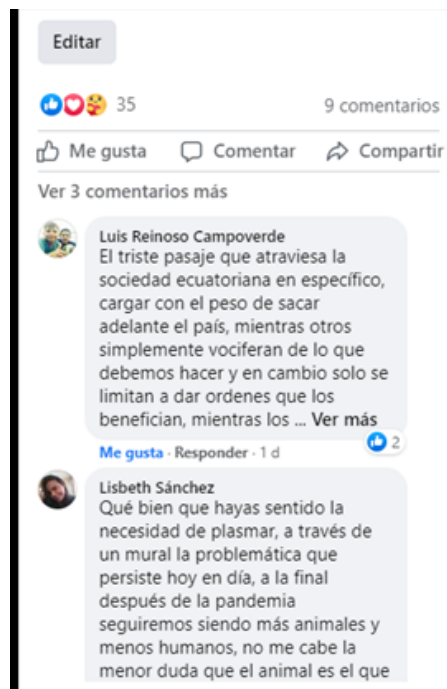 Editar
35 9 comentarios
Me gusta Comentar Compartir
Ver 3 comentarios más
Luis Reinoso Campoverde
El triste pasaje que atraviesa la
sociedad ecuatoriana en específico,
cargar con el peso de sacar
adelante el país, mientras otros
simplemente vociferan de lo que
debemos hacer y en cambio solo se
limitan a dar ordenes que los
benefician, mientras los ... Ver más
2
Me gusta · Responder · 1 d
Lisbeth Sánchez
Qué bien que hayas sentido la
necesidad de plasmar, a través de
un mural la problemática que
persiste hoy en día, a la final
después de la pandemia
seguiremos siendo más animales y
menos humanos, no me cabe la
menor duda que el animal es el que